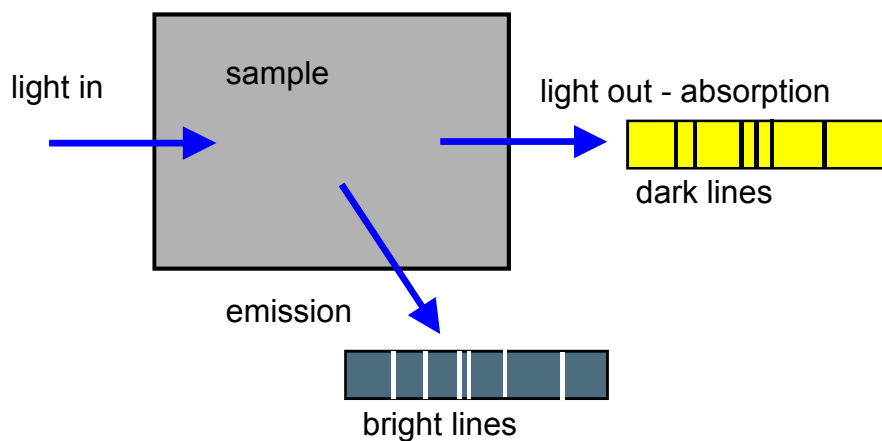 light in
sample
light out - absorption
dark lines
emission
bright lines